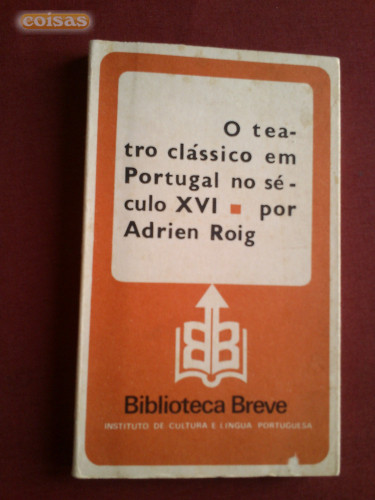 coisas
O tea-
tro clássico em
Portugal no sé-
culo XVI ▪ por
Adrien Roig
BB
Biblioteca Breve
INSTITUTO DE CULTURA E LÍNGUA PORTUGUESA